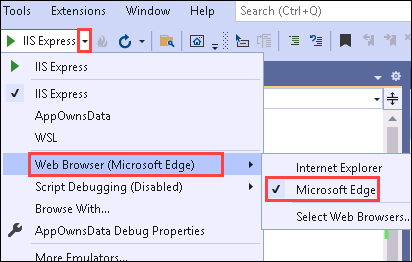 Tools Extensions Window Help Search (Ctrl+Q)
IIS Express
IIS Express
IIS Express
AppOwnsData
WSL
Web Browser (Microsoft Edge)
Internet Explorer
Script Debugging (Disabled)
Microsoft Edge
Browse With...
Select Web Browsers..
AppOwnsData Debug Properties
More Emulators...